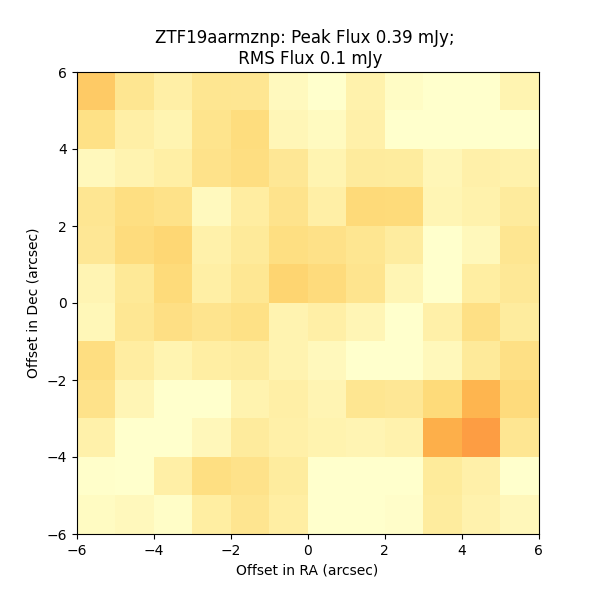 ZTF19aarmznp: Peak Flux 0.39 mJy;
RMS Flux 0.1 mJy
6
4
2
0
−2
−4
−6
Offset in Dec (arcsec)
−6 −4 −2 0 2 4 6
Offset in RA (arcsec)